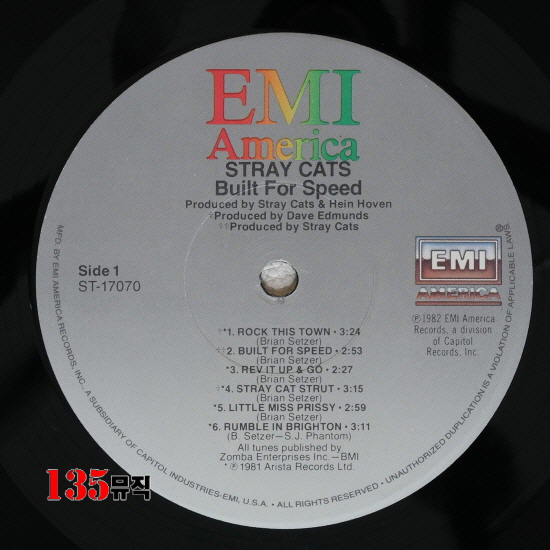 EMI
America
STRAY CATS
Built For Speed
Produced by Stray Cats & Hein Hoven
†Produced by Dave Edmunds
††Produced by Stray Cats
Side 1
ST-17070
®
EMI
AMERICA
℗1982 EMI America
Records, a division
of Capitol
Records, Inc.
†*1. ROCK THIS TOWN • 3:24
(Brian Setzer)
††2. BUILT FOR SPEED • 2:53
(Brian Setzer)
*3. REV IT UP & GO • 2:27
(Brian Setzer)
†*4. STRAY CAT STRUT • 3:15
(Brian Setzer)
*5. LITTLE MISS PRISSY • 2:59
(Brian Setzer)
*6. RUMBLE IN BRIGHTON • 3:11
(B. Setzer—S.J. Phantom)
All tunes published by
Zomba Enterprises Inc.—BMI
*℗1981 Arista Records Ltd.
MFD. BY EMI AMERICA RECORDS, INC. A SUBSIDIARY OF CAPITOL INDUSTRIES-EMI, U.S.A. • ALL RIGHTS RESERVED • UNAUTHORIZED DUPLICATION IS A VIOLATION OF APPLICABLE LAWS.
135뮤직